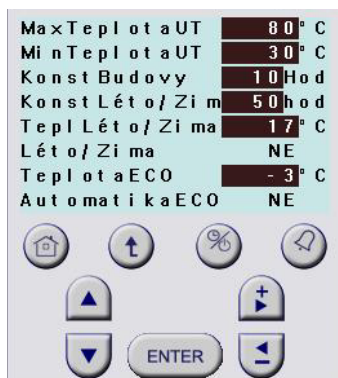 MaxTeplotaUT 80°C
MinTeplotaUT 30°C
KonstBudovy 10Hod
KonstLéto/Zim 50hod
TeplLéto/Zima 17°C
Léto/Zima NE
TeplotaECO -3°C
AutomatikaECO NE
ENTER